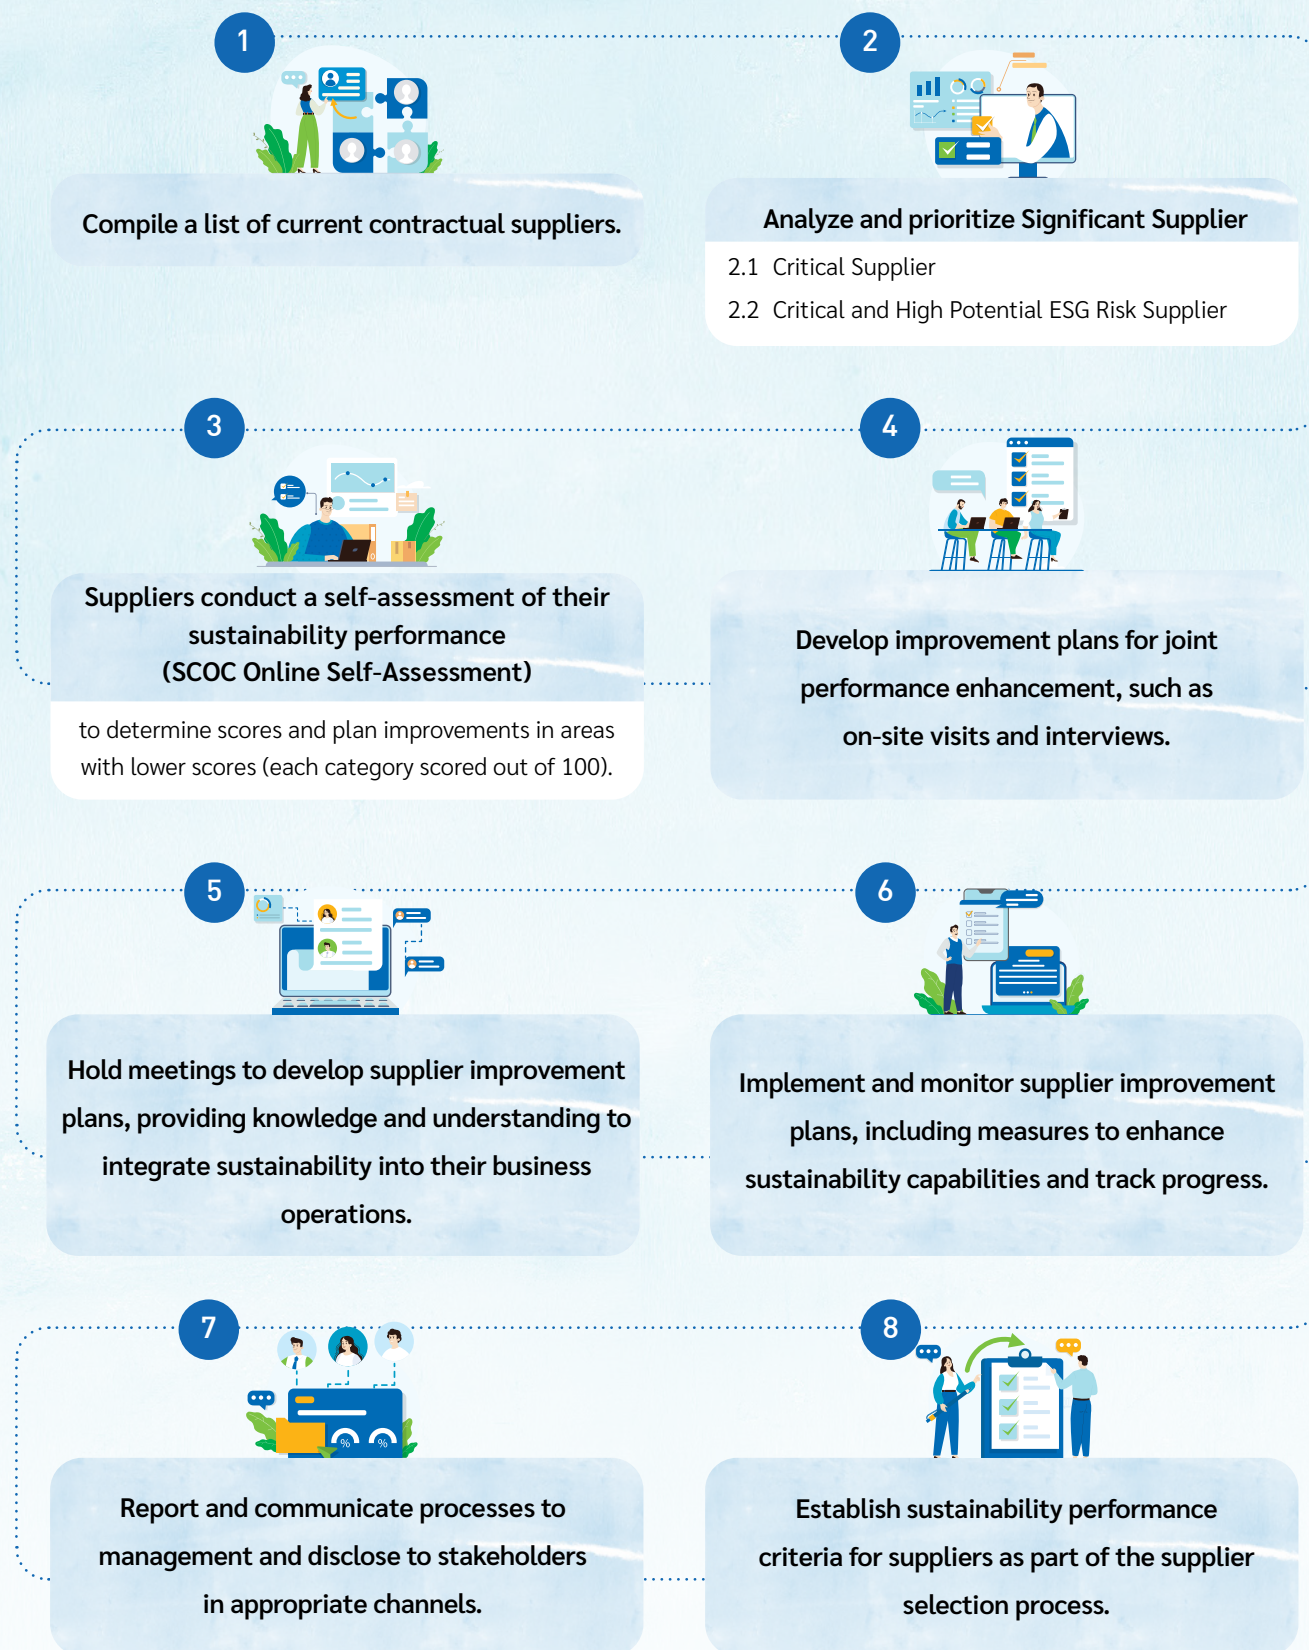 1
Compile a list of current contractual suppliers.
2
Analyze and prioritize Significant Supplier
2.1 Critical Supplier
2.2 Critical and High Potential ESG Risk Supplier
3
Suppliers conduct a self-assessment of their
sustainability performance
(SCOC Online Self-Assessment)
to determine scores and plan improvements in areas
with lower scores (each category scored out of 100).
4
Develop improvement plans for joint
performance enhancement, such as
on-site visits and interviews.
5
Hold meetings to develop supplier improvement
plans, providing knowledge and understanding to
integrate sustainability into their business
operations.
6
Implement and monitor supplier improvement
plans, including measures to enhance
sustainability capabilities and track progress.
7
% %
Report and communicate processes to
management and disclose to stakeholders
in appropriate channels.
8
Establish sustainability performance
criteria for suppliers as part of the supplier
selection process.